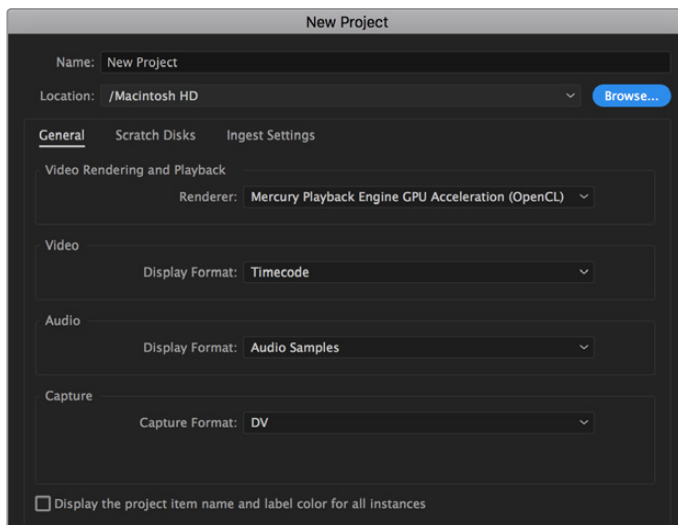 New Project
Name: New Project
Location: /Macintosh HD Browse...
General Scratch Disks Ingest Settings
Video Rendering and Playback
Renderer: Mercury Playback Engine GPU Acceleration (OpenCL)
Video
Display Format: Timecode
Audio
Display Format: Audio Samples
Capture
Capture Format: DV
Display the project item name and label color for all instances